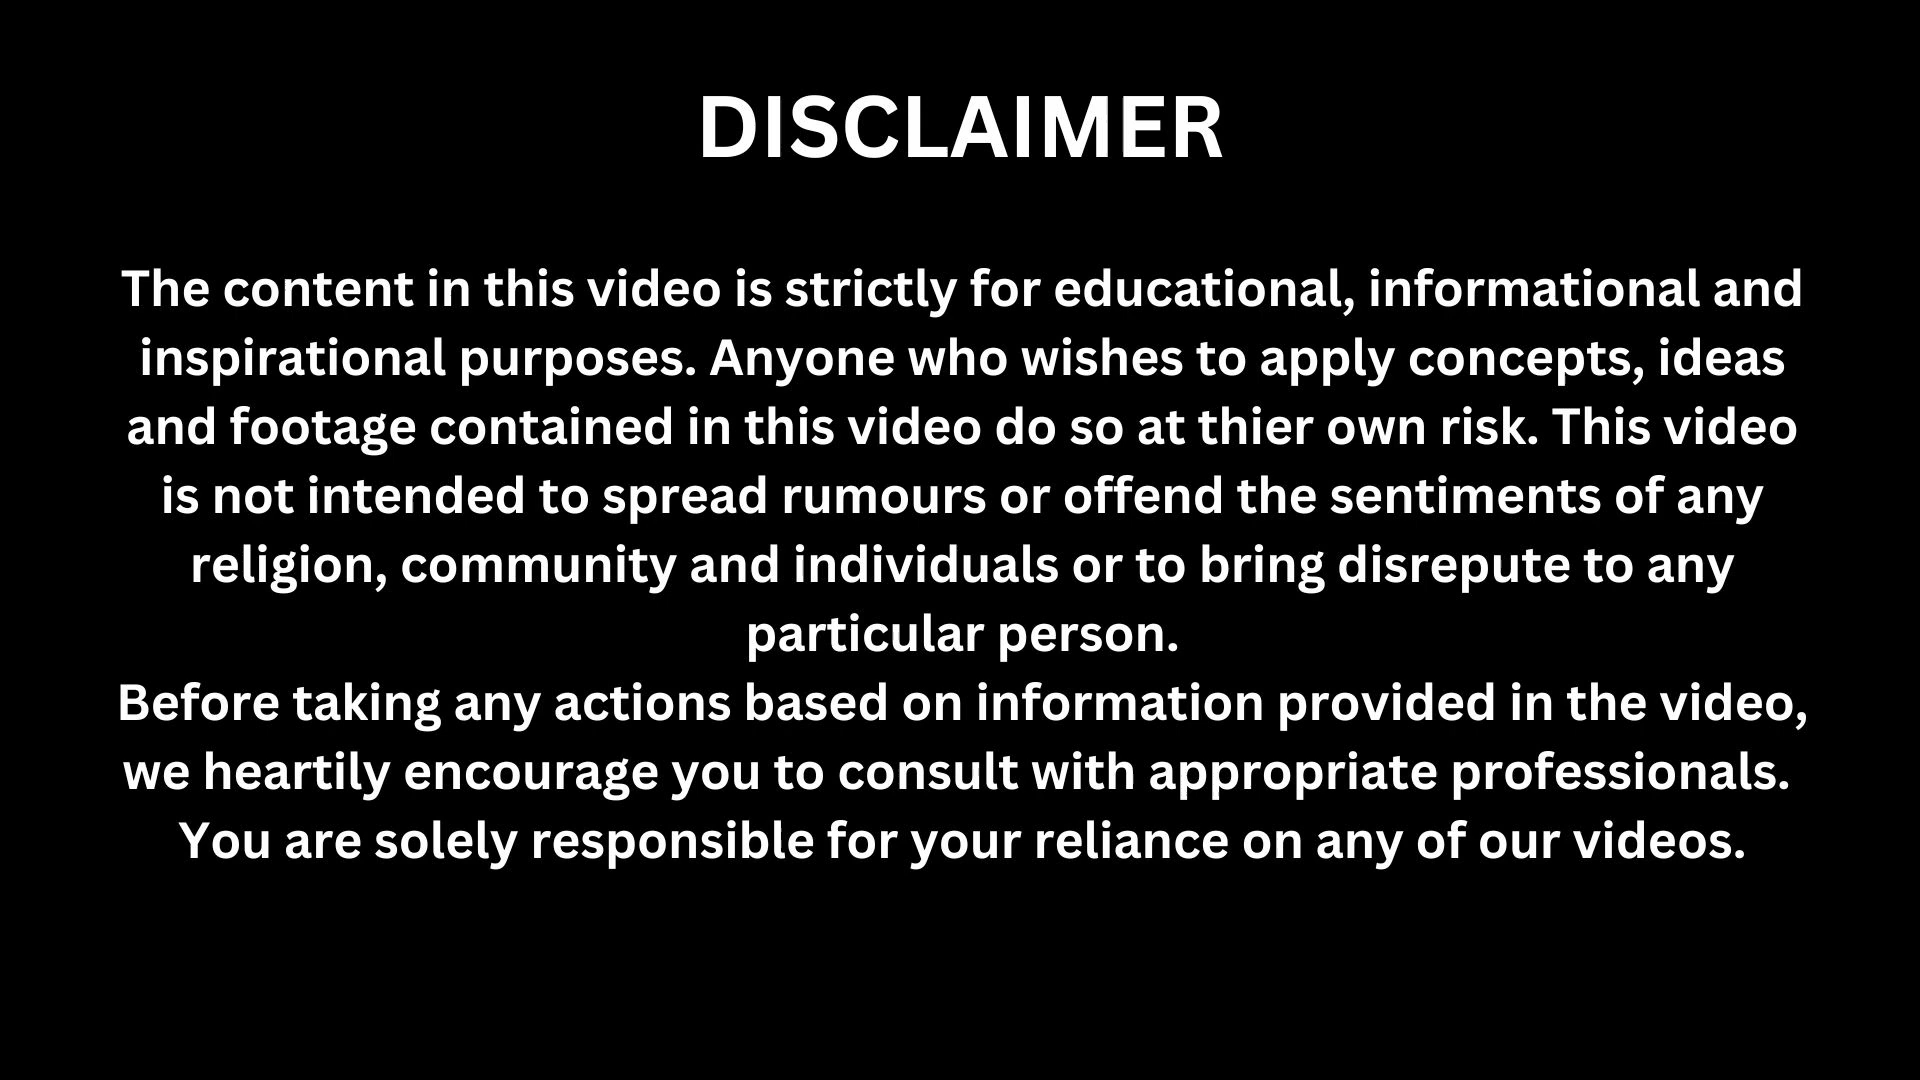 DISCLAIMER
The content in this video is strictly for educational, informational and
inspirational purposes. Anyone who wishes to apply concepts, ideas
and footage contained in this video do so at thier own risk. This video
is not intended to spread rumours or offend the sentiments of any
religion, community and individuals or to bring disrepute to any
particular person.
Before taking any actions based on information provided in the video,
we heartily encourage you to consult with appropriate professionals.
You are solely responsible for your reliance on any of our videos.